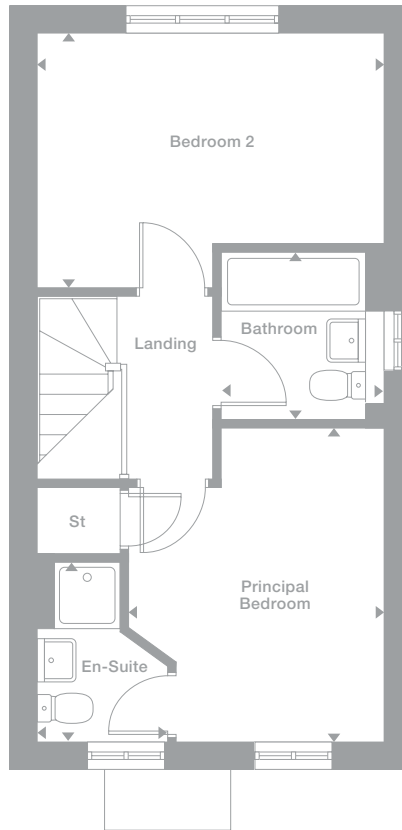 Bedroom 2
Landing
Bathroom
St
Principal
Bedroom
En-Suite